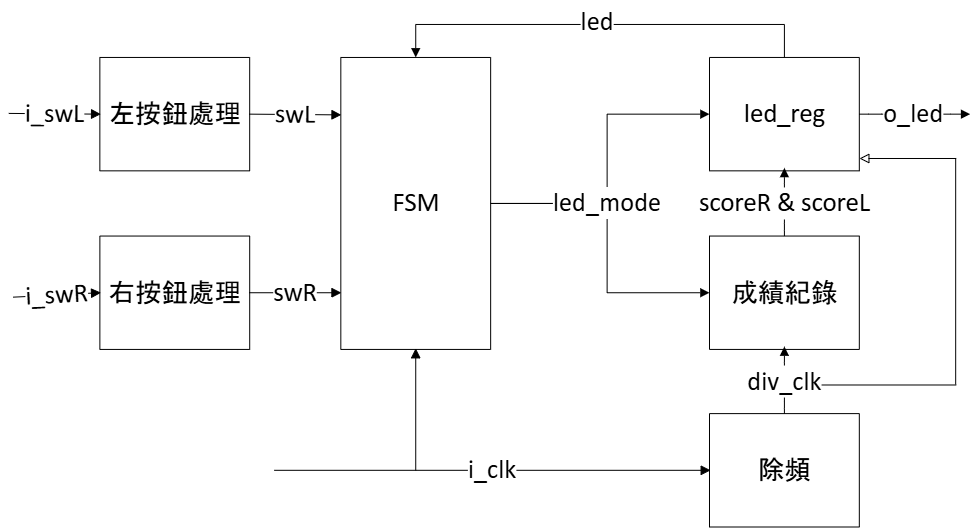 led
i_swL
左按鈕處理
swL
led_reg
o_led
FSM
led_mode
scoreR & scoreL
i_swR
右按鈕處理
swR
成績紀錄
div_clk
i_clk
除頻